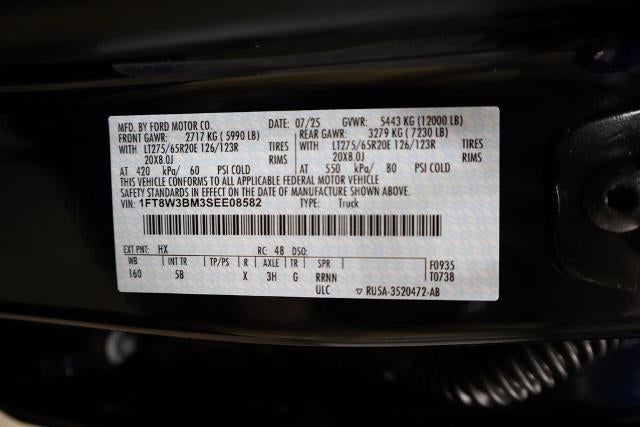 MFD. BY FORD MOTOR CO. DATE: 07/25 GVWR: 5443 KG (12000 LB)
FRONT GAWR: 2717 KG (5990 LB) REAR GAWR: 3279 KG (7230 LB)
WITH LT275/65R20E 126/123R TIRES WITH LT275/65R20E 126/123R TIRES
20X8.0J RIMS 20X8.0J RIMS
AT 420 kPa/ 60 PSI COLD AT 550 kPa/ 80 PSI COLD
THIS VEHICLE CONFORMS TO ALL APPLICABLE FEDERAL MOTOR VEHICLE
SAFETY STANDARDS IN EFFECT ON THE DATE OF MANUFACTURE SHOWN ABOVE.
VIN: 1FT8W3BM3SEE08582 TYPE: Truck
EXT PNT: HX RC: 48 DSO:
WB INT TR TP/PS R AXLE TR SPR F0935
160 5B X 3H G RRNN T0738
ULC ▼ RU5A-3520472-AB